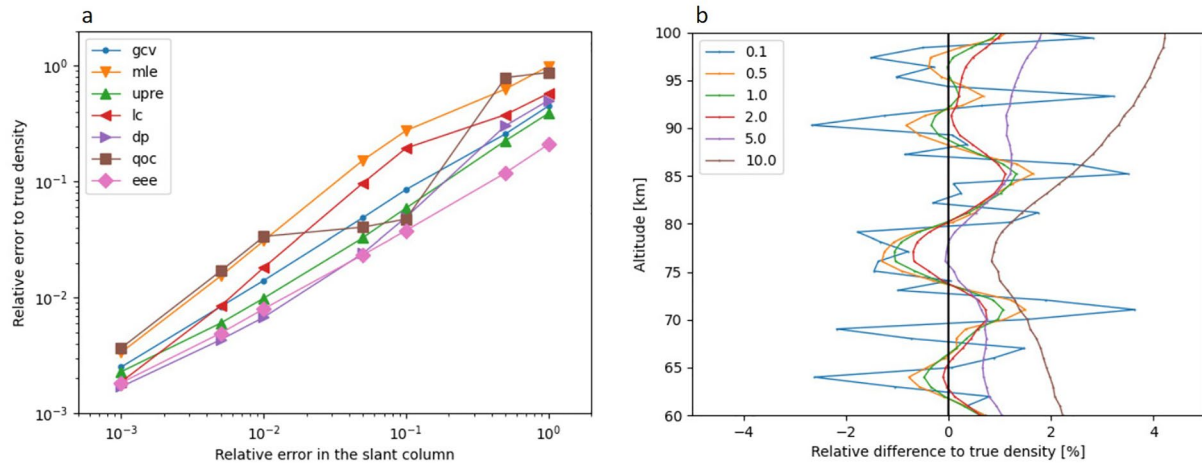 a
gcv
mle
upre
lc
dp
qoc
eee
Relative error to true density
10⁰
10⁻¹
10⁻²
10⁻³
10⁻³ 10⁻² 10⁻¹ 10⁰
Relative error in the slant column
b
0.1
0.5
1.0
2.0
5.0
10.0
Altitude [km]
100
95
90
85
80
75
70
65
60
−4 −2 0 2 4
Relative difference to true density [%]